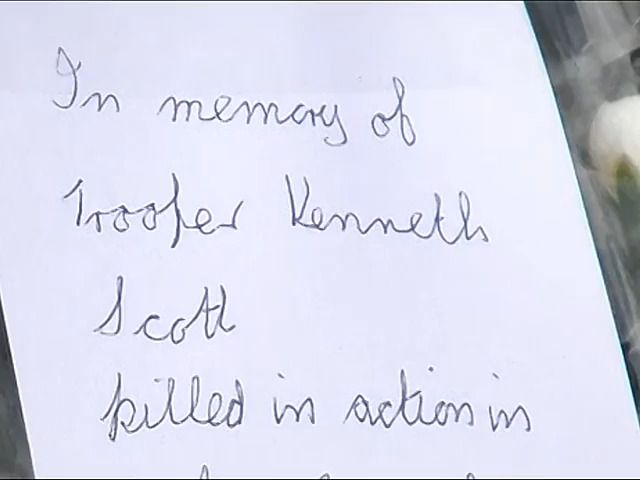 In memory of
Trooper Kenneth
Scott
killed in action in